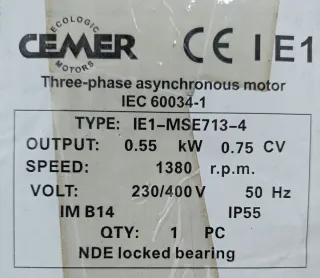 ECOLOGIC
CEMER
MOTORS
CE IE1
Three-phase asynchronous motor
IEC 60034-1
TYPE: IE1-MSE713-4
OUTPUT: 0.55 kW 0.75 CV
SPEED: 1380 r.p.m.
VOLT: 230/400 V 50 Hz
IM B14 IP55
QTY: 1 PC
NDE locked bearing